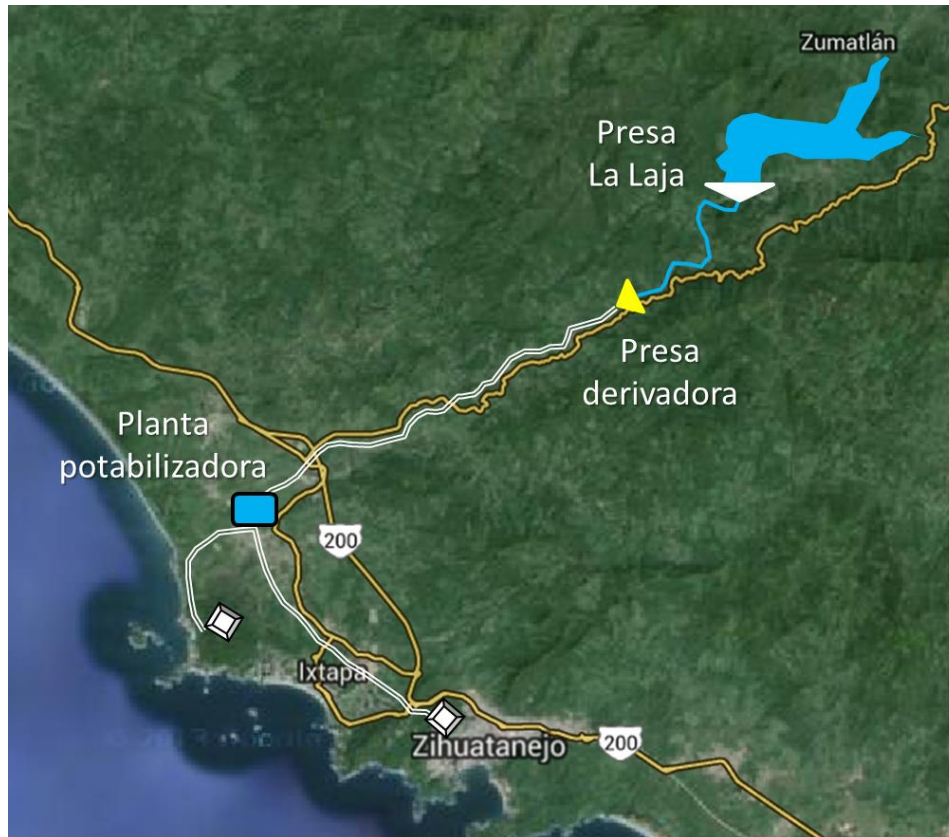 Zumatlán
Presa
La Laja
Presa
derivadora
Planta
potabilizadora
200
Ixtapa
Zihuatanejo
200